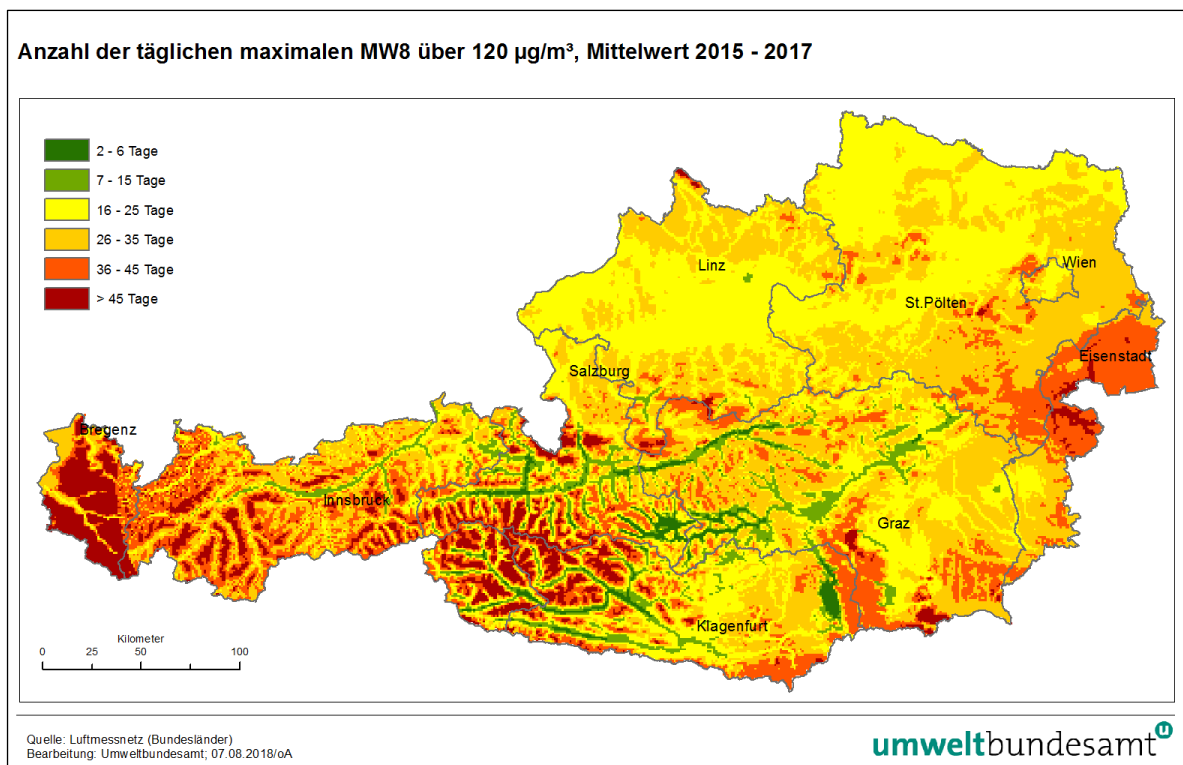 Anzahl der täglichen maximalen MW8 über 120 µg/m³, Mittelwert 2015 - 2017
2 - 6 Tage
7 - 15 Tage
16 - 25 Tage
26 - 35 Tage
36 - 45 Tage
> 45 Tage
Linz
Wien
St.Pölten
Eisenstadt
Salzburg
Bregenz
Innsbruck
Graz
Klagenfurt
Kilometer
0 25 50 100
Quelle: Luftmessnetz (Bundesländer)
Bearbeitung: Umweltbundesamt; 07.08.2018/oA
umweltbundesamt u